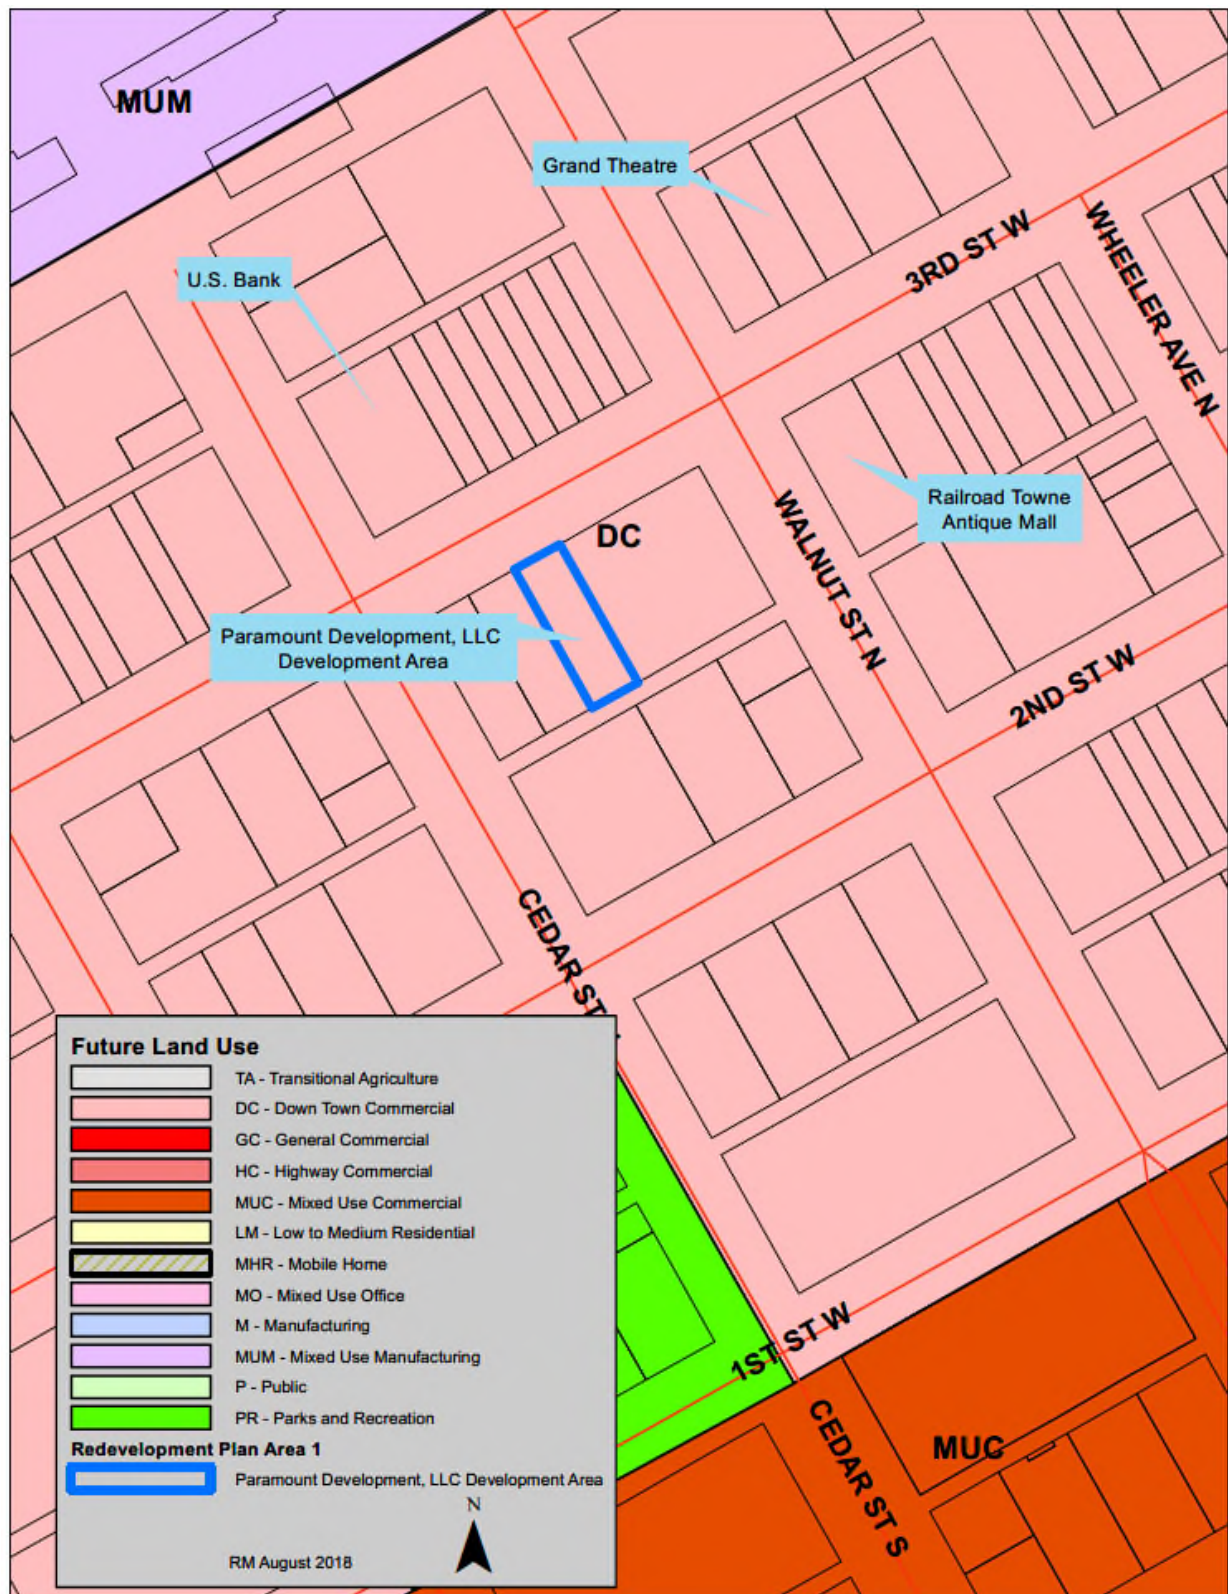 MUM
Grand Theatre
3RD ST W
WHEELER AVE N
U.S. Bank
Railroad Towne
Antique Mall
WALNUT ST N
DC
Paramount Development, LLC
Development Area
2ND ST W
CEDAR ST
Future Land Use
TA - Transitional Agriculture
DC - Down Town Commercial
GC - General Commercial
HC - Highway Commercial
MUC - Mixed Use Commercial
LM - Low to Medium Residential
MHR - Mobile Home
MO - Mixed Use Office
M - Manufacturing
MUM - Mixed Use Manufacturing
P - Public
PR - Parks and Recreation
Redevelopment Plan Area 1
Paramount Development, LLC Development Area
N
RM August 2018
1ST ST W
CEDAR ST S
MUC